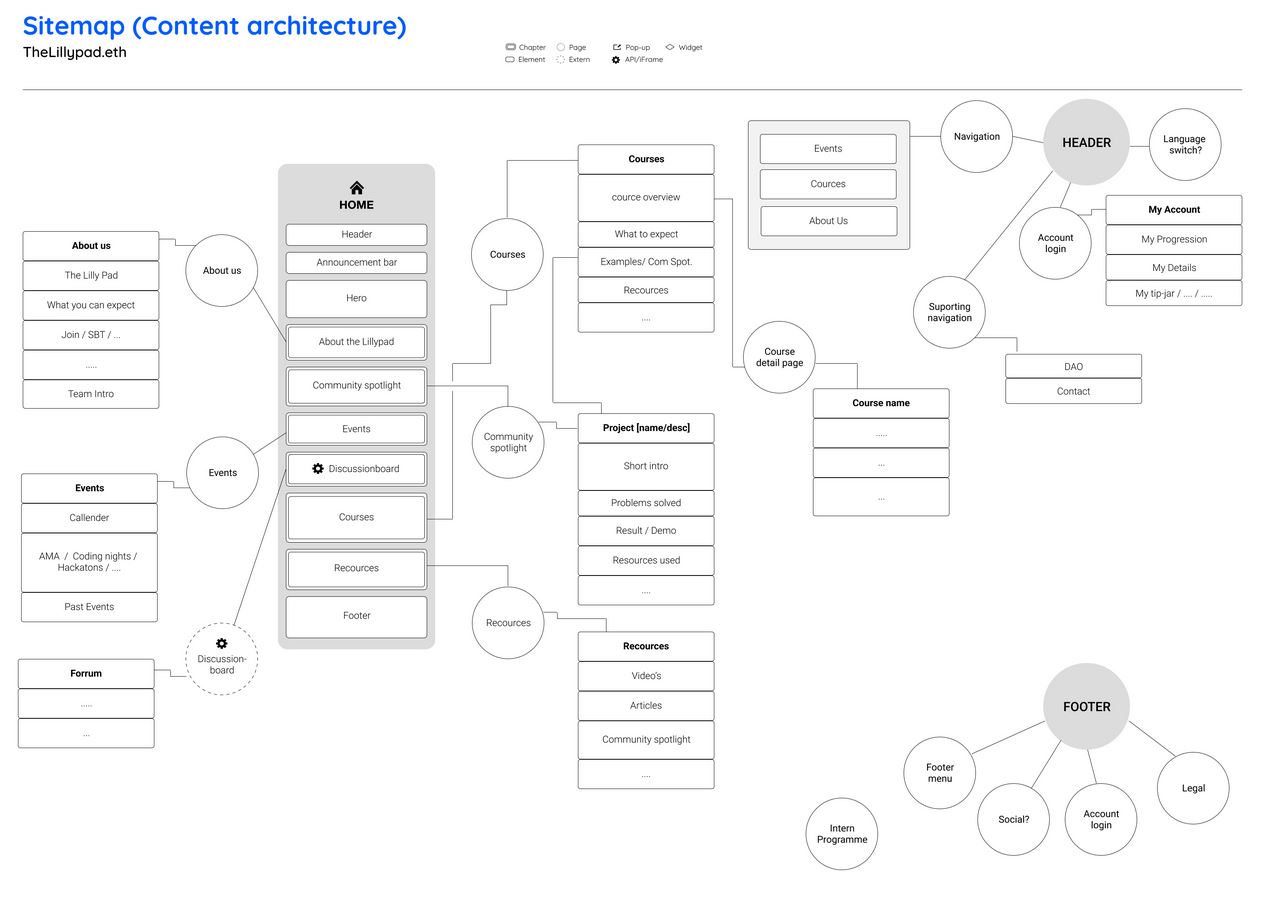 Sitemap (Content architecture)
TheLillypad.eth
Chapter
Page
Pop-up
Widget
Element
Extern
API/iFrame
About us
The Lilly Pad
What you can expect
Join / SBT / ...
.....
Team Intro
About us
Events
Callender
AMA / Coding nights /
Hackatons / ....
Past Events
Events
Forrum
.....
...
Discussion-
board
HOME
Header
Announcement bar
Hero
About the Lillypad
Community spotlight
Events
Discussionboard
Courses
Recources
Footer
Courses
Courses
cource overview
What to expect
Examples/ Com Spot.
Recources
....
Community
spotlight
Project [name/desc]
Short intro
Problems solved
Result / Demo
Resources used
....
Recources
Recources
Video's
Articles
Community spotlight
....
Events
Cources
About Us
Navigation
HEADER
Language
switch?
Account
login
My Account
My Progression
My Details
My tip-jar / .... / .....
Suporting
navigation
DAO
Contact
Course
detail page
Course name
.....
...
...
FOOTER
Footer
menu
Social?
Account
login
Legal
Intern
Programme